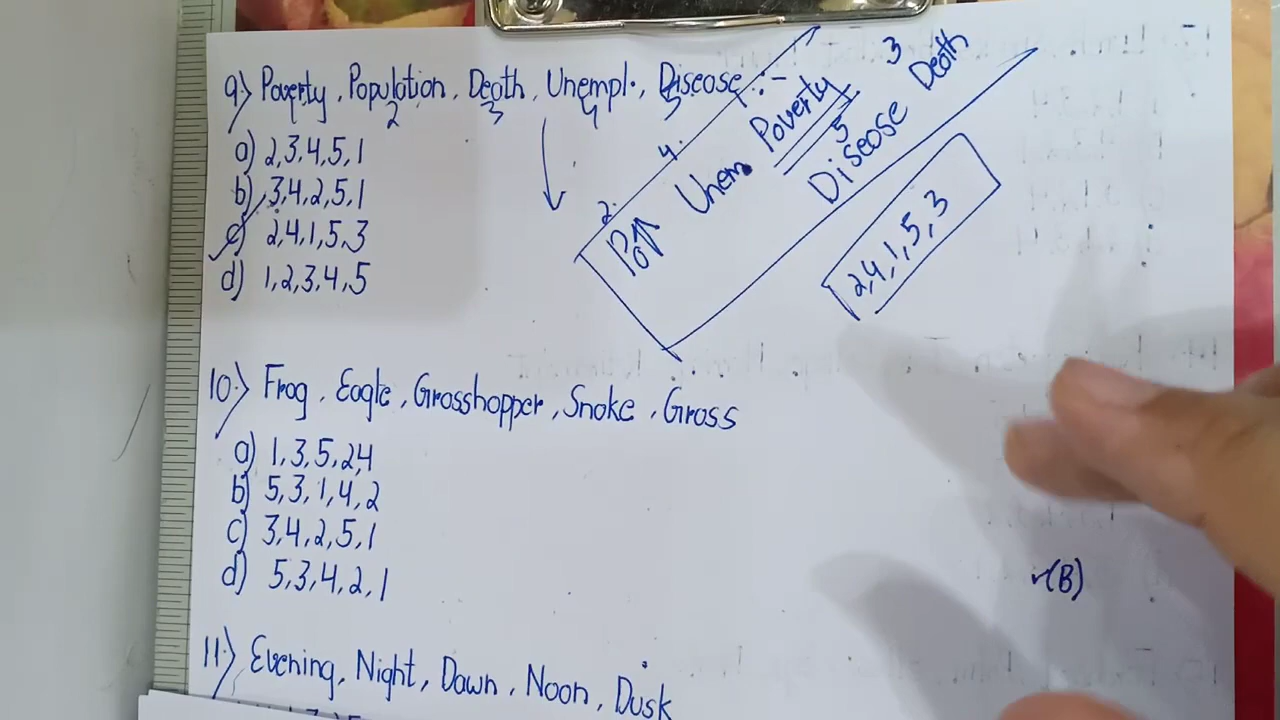 9) Poverty, Population, Death, Unempl., Disease :-
2 3 4 5
a) 2,3,4,5,1
b) 3,4,2,5,1
c) 2,4,1,5,3
d) 1,2,3,4,5
2. 4. 1 5 3
Pop Unem. Poverty Disease Death
2,4,1,5,3
10) Frog, Eagle, Grasshopper, Snake, Grass
a) 1,3,5,2,4
b) 5,3,1,4,2
c) 3,4,2,5,1
d) 5,3,4,2,1
(B)
11) Evening, Night, Dawn, Noon, Dusk